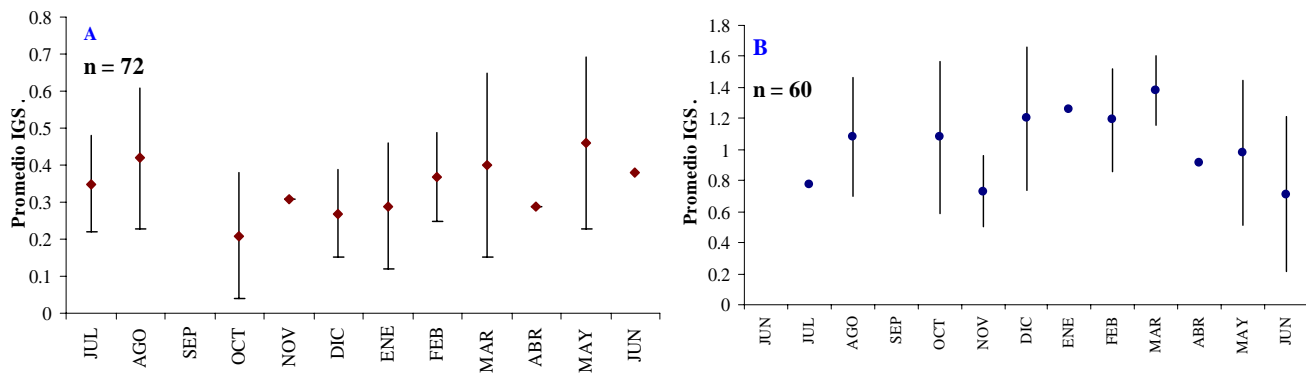 A
n = 72
Promedio IGS .
0.8
0.7
0.6
0.5
0.4
0.3
0.2
0.1
0
JUL AGO SEP OCT NOV DIC ENE FEB MAR ABR MAY JUN
B
n = 60
Promedio IGS .
1.8
1.6
1.4
1.2
1
0.8
0.6
0.4
0.2
0
JUN JUL AGO SEP OCT NOV DIC ENE FEB MAR ABR MAY JUN